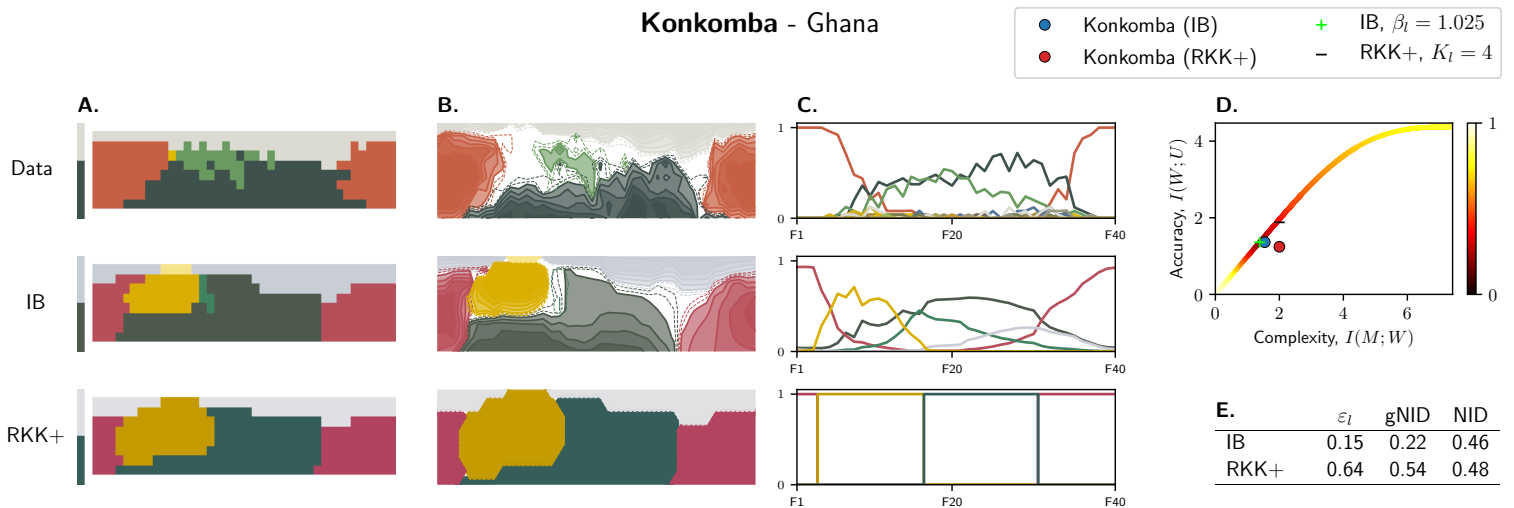 Konkomba - Ghana
Konkomba (IB)
Konkomba (RKK+)
IB, β_l = 1.025
RKK+, K_l = 4
A.
B.
C.
D.
Data
IB
RKK+
1
0
F1
F20
F40
1
0
F1
F20
F40
1
0
F1
F20
F40
Accuracy, I(W;U)
4
2
0
0
2
4
6
Complexity, I(M;W)
1
0
E.
ε_l gNID NID
IB 0.15 0.22 0.46
RKK+ 0.64 0.54 0.48